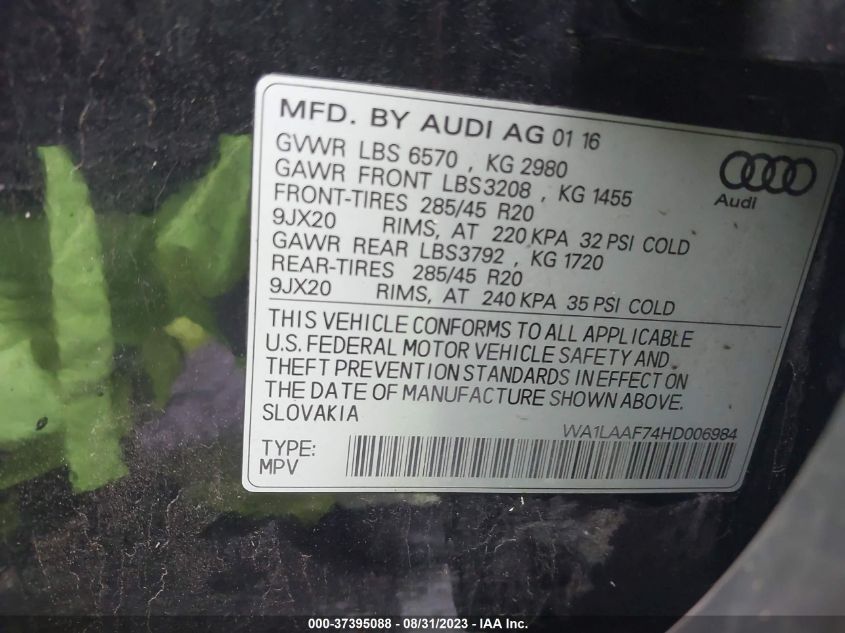 MFD. BY AUDI AG 01 16
GVWR LBS 6570 , KG 2980
GAWR FRONT LBS3208 , KG 1455
FRONT-TIRES 285/45 R20
9JX20 RIMS, AT 220 KPA 32 PSI COLD
GAWR REAR LBS3792 , KG 1720
REAR-TIRES 285/45 R20
9JX20 RIMS, AT 240 KPA 35 PSI COLD
Audi
THIS VEHICLE CONFORMS TO ALL APPLICABLE
U.S. FEDERAL MOTOR VEHICLE SAFETY AND
THEFT PREVENTION STANDARDS IN EFFECT ON
THE DATE OF MANUFACTURE SHOWN ABOVE.
SLOVAKIA
WA1LAAF74HD006984
TYPE:
MPV
000-37395088 - 08/31/2023 - Copyright IAA, Inc.